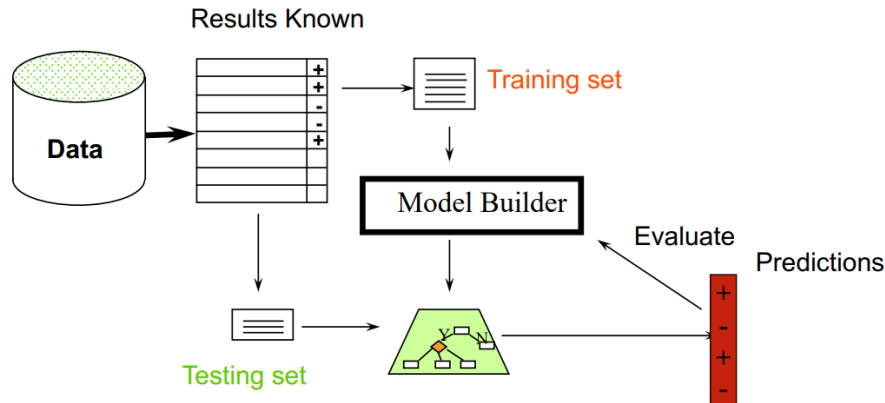 Results Known
+
+
-
-
+
Training set
Data
Model Builder
Evaluate
Predictions
Y
N
+
-
+
-
Testing set